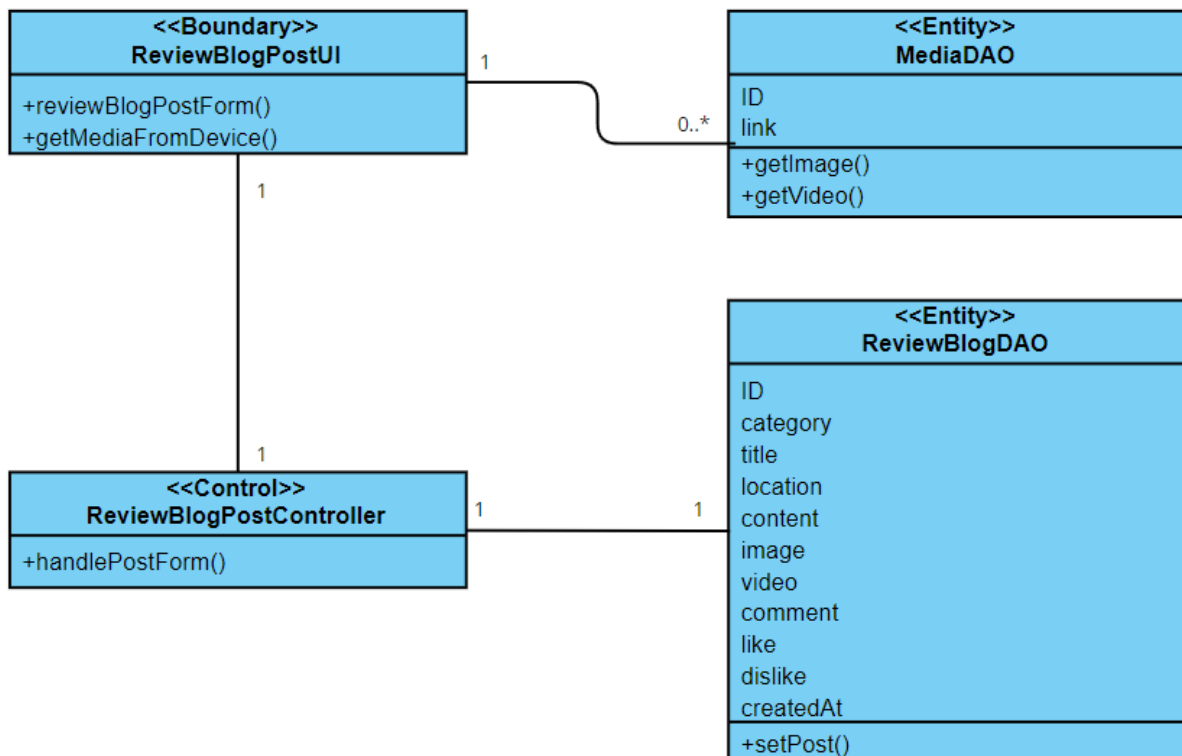 <<Boundary>>
ReviewBlogPostUI
+reviewBlogPostForm()
+getMediaFromDevice()
1
0..*
<<Entity>>
MediaDAO
ID
link
+getImage()
+getVideo()
1
1
<<Control>>
ReviewBlogPostController
+handlePostForm()
1
1
<<Entity>>
ReviewBlogDAO
ID
category
title
location
content
image
video
comment
like
dislike
createdAt
+setPost()